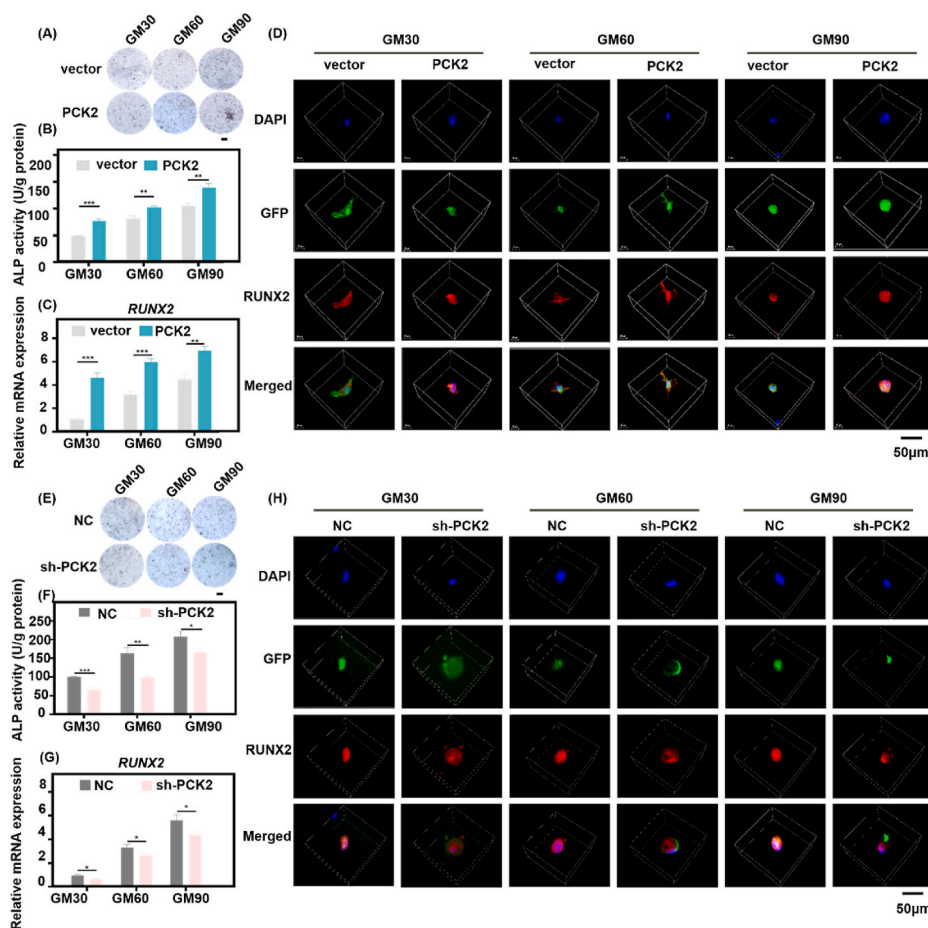 (A)
GM30 GM60 GM90
vector
PCK2
(B)
vector PCK2
ALP activity (U/g protein)
200
150
100
50
0
*** ** **
GM30 GM60 GM90
(C) RUNX2
vector PCK2
Relative mRNA expression
8
6
4
2
0
*** *** **
GM30 GM60 GM90
(D)
GM30 GM60 GM90
vector PCK2 vector PCK2 vector PCK2
DAPI
GFP
RUNX2
Merged
50μm
(E)
GM30 GM60 GM90
NC
sh-PCK2
(F)
NC sh-PCK2
ALP activity (U/g protein)
250
200
150
100
50
0
*** ** *
GM30 GM60 GM90
(G) RUNX2
NC sh-PCK2
Relative mRNA expression
8
6
4
2
0
* * *
GM30 GM60 GM90
(H)
GM30 GM60 GM90
NC sh-PCK2 NC sh-PCK2 NC sh-PCK2
DAPI
GFP
RUNX2
Merged
50μm